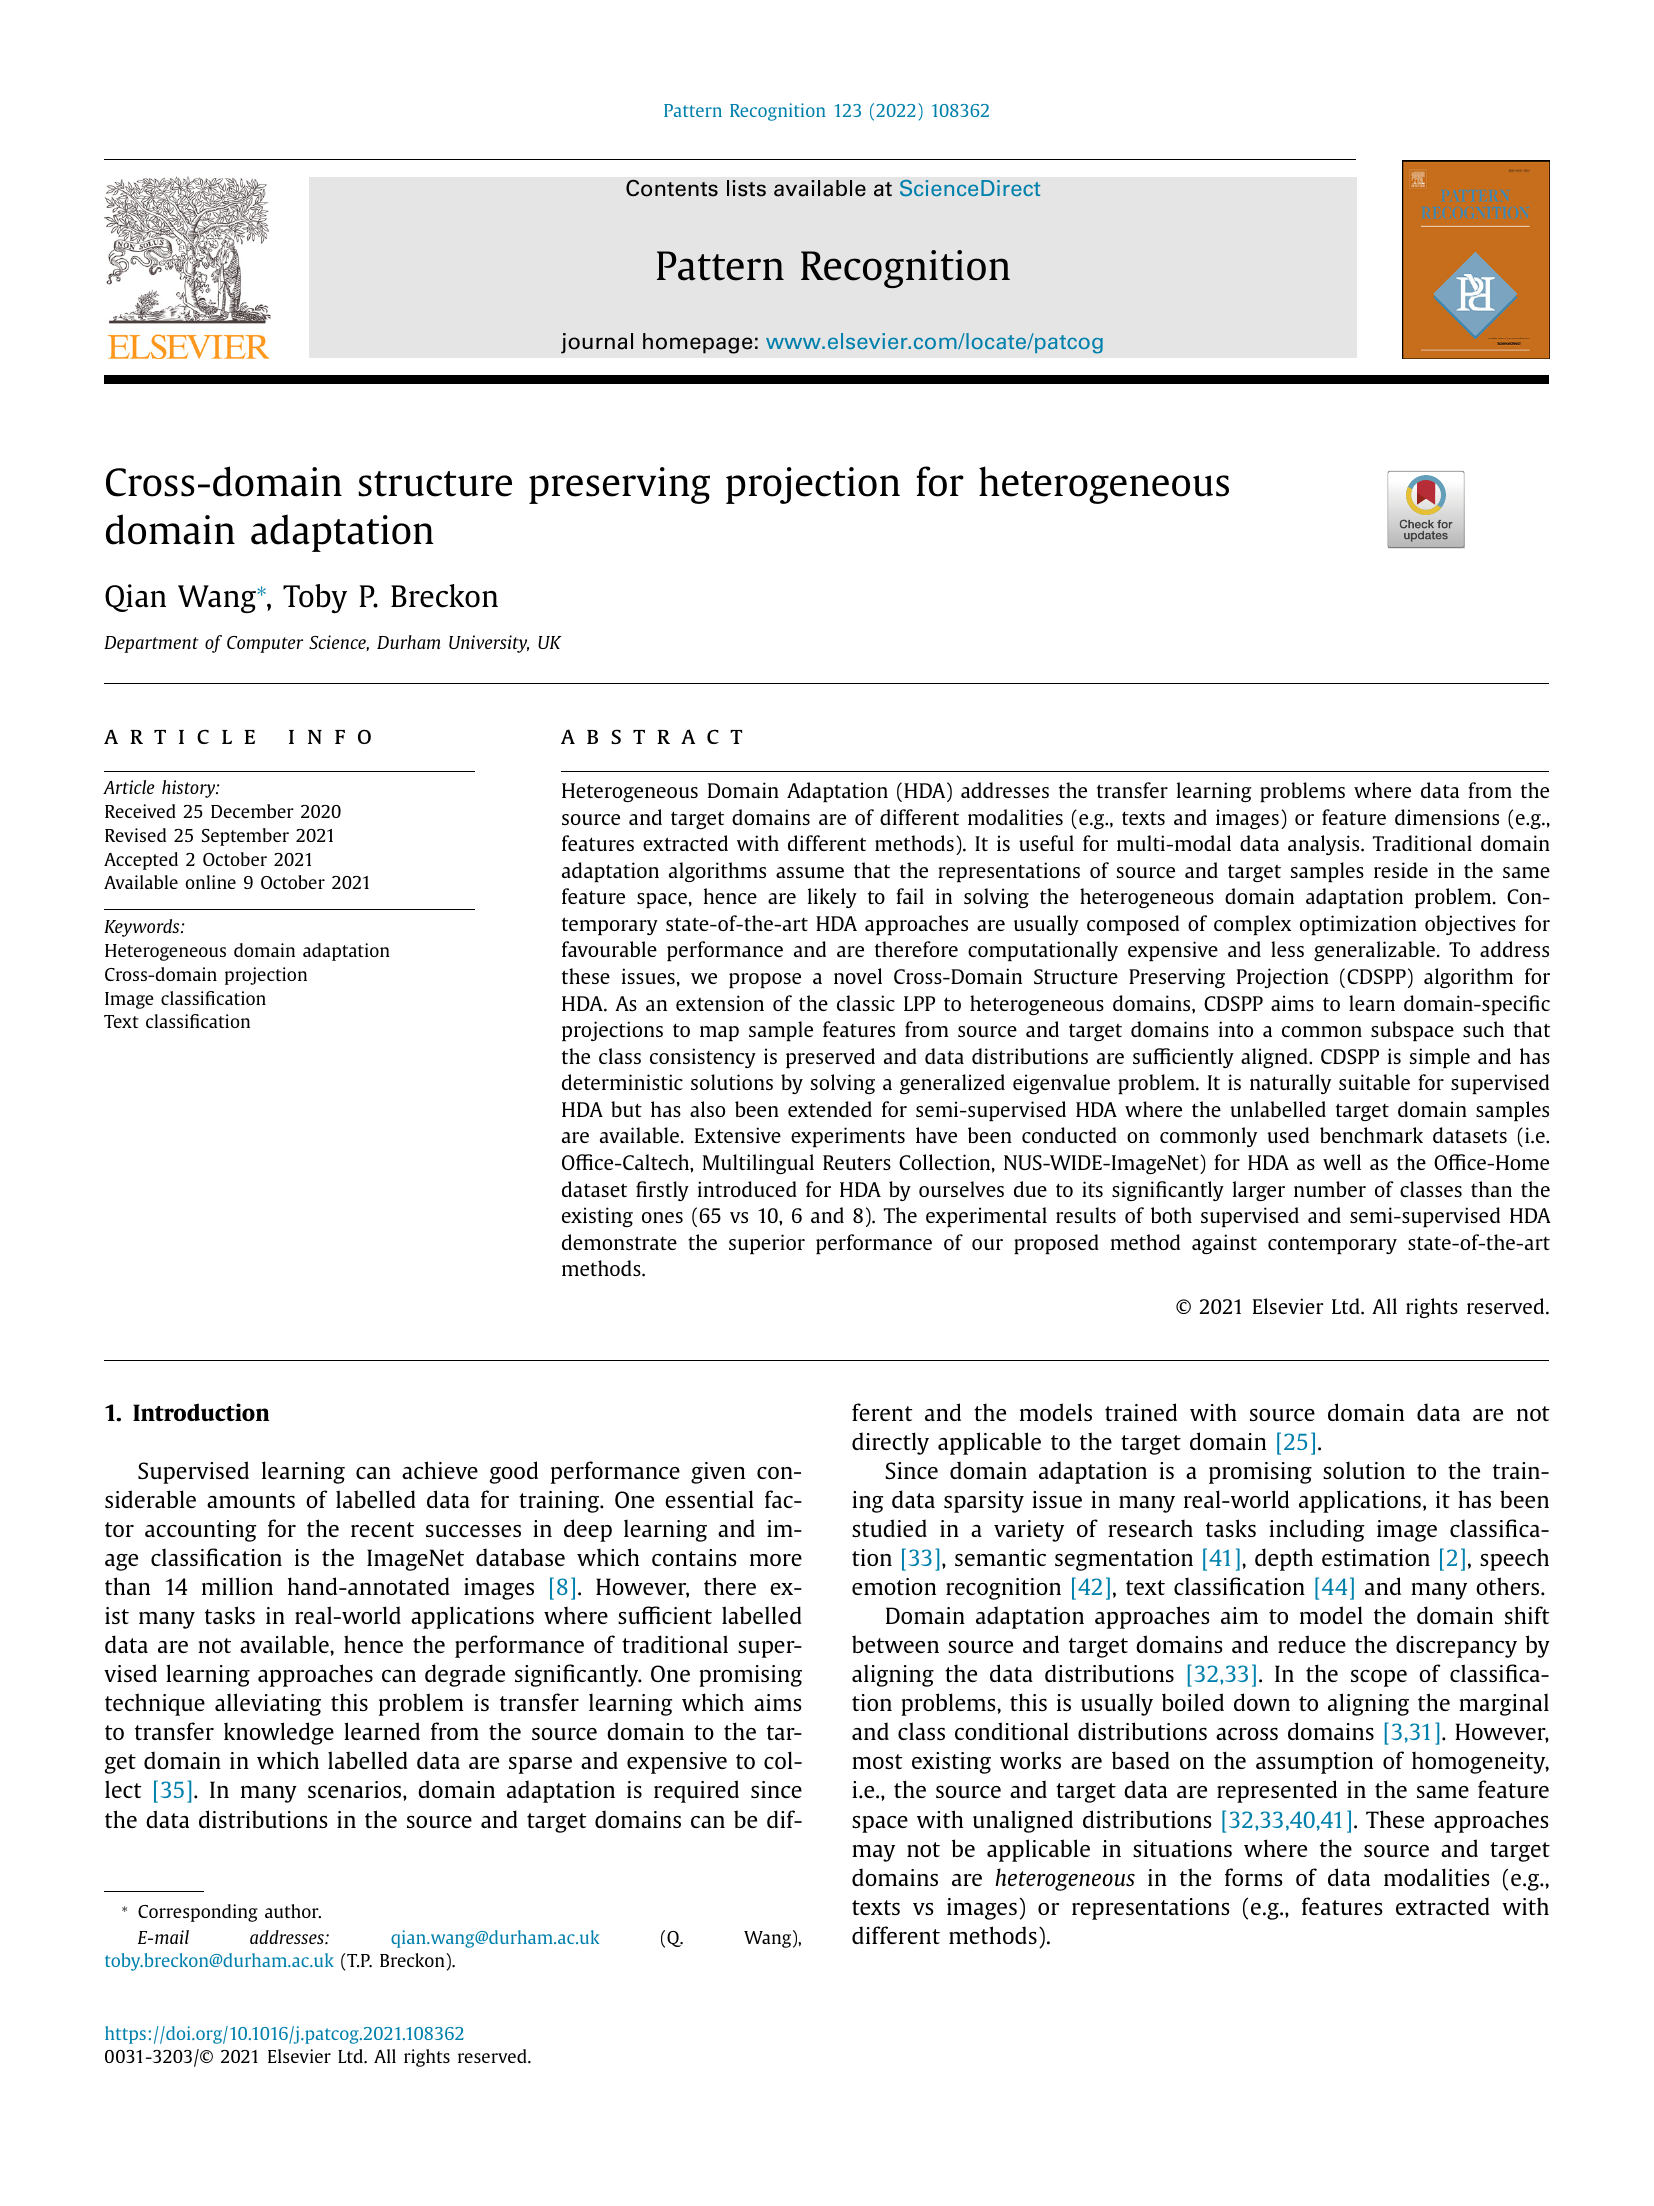 Pattern Recognition 123 (2022) 108362
Contents lists available at ScienceDirect
Pattern Recognition
journal homepage: www.elsevier.com/locate/patcog
NON SOLUS
ELSEVIER
PATTERN
RECOGNITION
Cross-domain structure preserving projection for heterogeneous
domain adaptation
Check for
updates
Qian Wang*, Toby P. Breckon
Department of Computer Science, Durham University, UK
ARTICLE INFO
Article history:
Received 25 December 2020
Revised 25 September 2021
Accepted 2 October 2021
Available online 9 October 2021
Keywords:
Heterogeneous domain adaptation
Cross-domain projection
Image classification
Text classification
ABSTRACT
Heterogeneous Domain Adaptation (HDA) addresses the transfer learning problems where data from the
source and target domains are of different modalities (e.g., texts and images) or feature dimensions (e.g.,
features extracted with different methods). It is useful for multi-modal data analysis. Traditional domain
adaptation algorithms assume that the representations of source and target samples reside in the same
feature space, hence are likely to fail in solving the heterogeneous domain adaptation problem. Con-
temporary state-of-the-art HDA approaches are usually composed of complex optimization objectives for
favourable performance and are therefore computationally expensive and less generalizable. To address
these issues, we propose a novel Cross-Domain Structure Preserving Projection (CDSPP) algorithm for
HDA. As an extension of the classic LPP to heterogeneous domains, CDSPP aims to learn domain-specific
projections to map sample features from source and target domains into a common subspace such that
the class consistency is preserved and data distributions are sufficiently aligned. CDSPP is simple and has
deterministic solutions by solving a generalized eigenvalue problem. It is naturally suitable for supervised
HDA but has also been extended for semi-supervised HDA where the unlabelled target domain samples
are available. Extensive experiments have been conducted on commonly used benchmark datasets (i.e.
Office-Caltech, Multilingual Reuters Collection, NUS-WIDE-ImageNet) for HDA as well as the Office-Home
dataset firstly introduced for HDA by ourselves due to its significantly larger number of classes than the
existing ones (65 vs 10, 6 and 8). The experimental results of both supervised and semi-supervised HDA
demonstrate the superior performance of our proposed method against contemporary state-of-the-art
methods.
© 2021 Elsevier Ltd. All rights reserved.
1. Introduction
Supervised learning can achieve good performance given con-
siderable amounts of labelled data for training. One essential fac-
tor accounting for the recent successes in deep learning and im-
age classification is the ImageNet database which contains more
than 14 million hand-annotated images [8]. However, there ex-
ist many tasks in real-world applications where sufficient labelled
data are not available, hence the performance of traditional super-
vised learning approaches can degrade significantly. One promising
technique alleviating this problem is transfer learning which aims
to transfer knowledge learned from the source domain to the tar-
get domain in which labelled data are sparse and expensive to col-
lect [35]. In many scenarios, domain adaptation is required since
the data distributions in the source and target domains can be dif-
ferent and the models trained with source domain data are not
directly applicable to the target domain [25].
Since domain adaptation is a promising solution to the train-
ing data sparsity issue in many real-world applications, it has been
studied in a variety of research tasks including image classifica-
tion [33], semantic segmentation [41], depth estimation [2], speech
emotion recognition [42], text classification [44] and many others.
Domain adaptation approaches aim to model the domain shift
between source and target domains and reduce the discrepancy by
aligning the data distributions [32,33]. In the scope of classifica-
tion problems, this is usually boiled down to aligning the marginal
and class conditional distributions across domains [3,31]. However,
most existing works are based on the assumption of homogeneity,
i.e., the source and target data are represented in the same feature
space with unaligned distributions [32,33,40,41]. These approaches
may not be applicable in situations where the source and target
domains are heterogeneous in the forms of data modalities (e.g.,
texts vs images) or representations (e.g., features extracted with
different methods).
* Corresponding author.
E-mail addresses: qian.wang@durham.ac.uk (Q. Wang),
toby.breckon@durham.ac.uk (T.P. Breckon).
https://doi.org/10.1016/j.patcog.2021.108362
0031-3203/© 2021 Elsevier Ltd. All rights reserved.